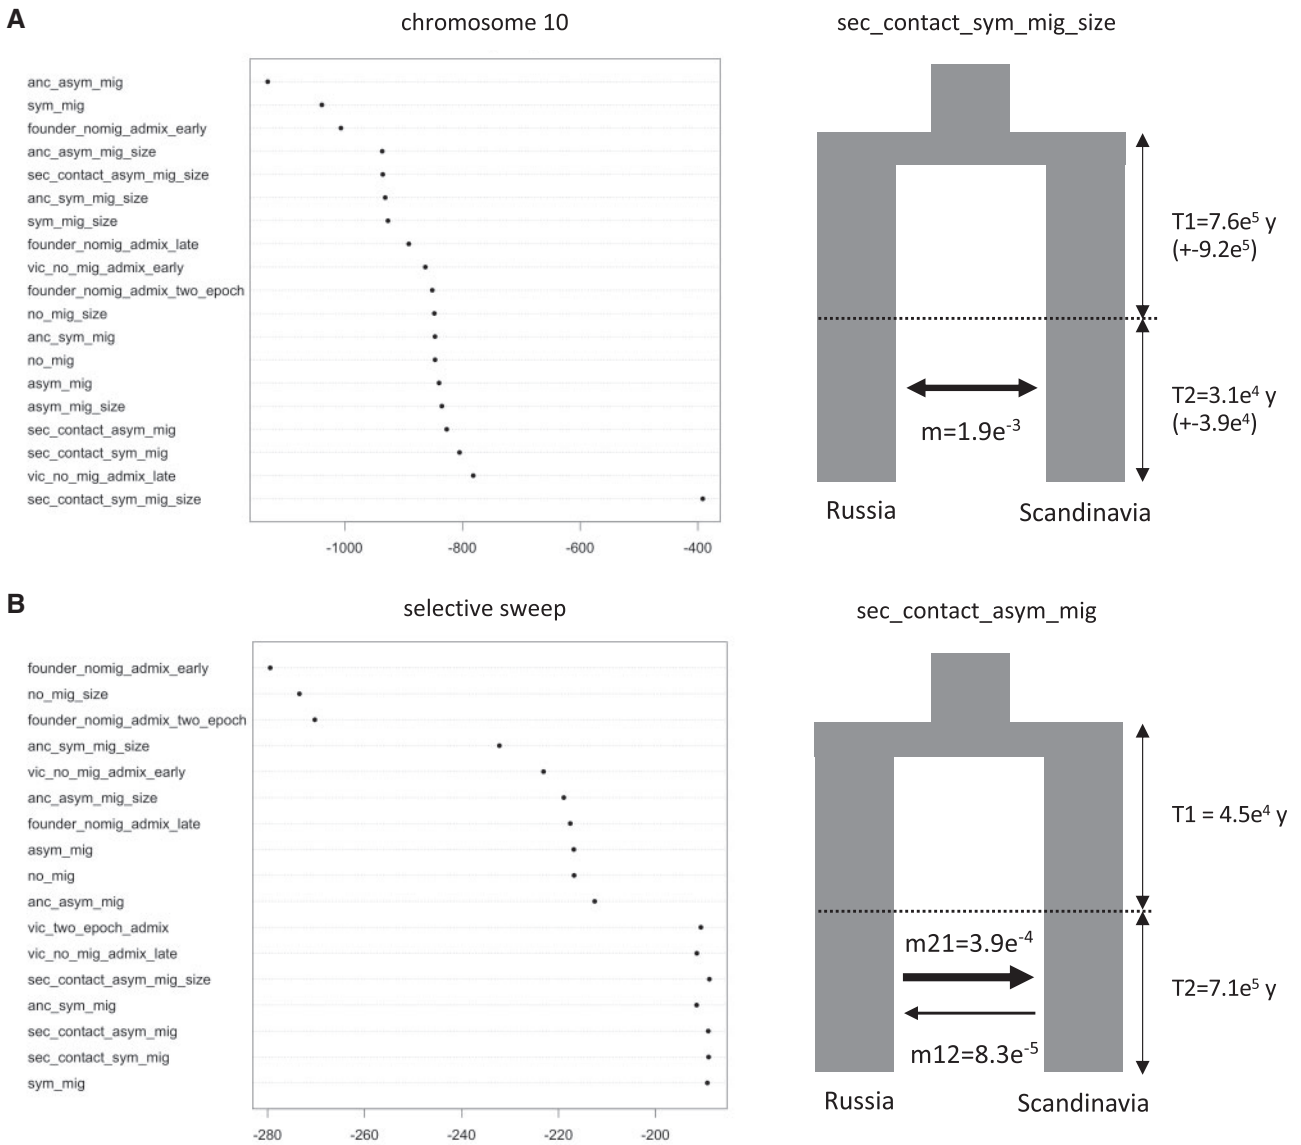 A
chromosome 10
sec_contact_sym_mig_size
anc_asym_mig
sym_mig
founder_nomig_admix_early
anc_asym_mig_size
sec_contact_asym_mig_size
anc_sym_mig_size
sym_mig_size
founder_nomig_admix_late
vic_no_mig_admix_early
founder_nomig_admix_two_epoch
no_mig_size
anc_sym_mig
no_mig
asym_mig
asym_mig_size
sec_contact_asym_mig
sec_contact_sym_mig
vic_no_mig_admix_late
sec_contact_sym_mig_size
-1000 -800 -600 -400
T1=7.6e⁵ y
(+-9.2e⁵)
T2=3.1e⁴ y
(+-3.9e⁴)
m=1.9e⁻³
Russia Scandinavia
B
selective sweep
sec_contact_asym_mig
founder_nomig_admix_early
no_mig_size
founder_nomig_admix_two_epoch
anc_sym_mig_size
vic_no_mig_admix_early
anc_asym_mig_size
founder_nomig_admix_late
asym_mig
no_mig
anc_asym_mig
vic_two_epoch_admix
vic_no_mig_admix_late
sec_contact_asym_mig_size
anc_sym_mig
sec_contact_asym_mig
sec_contact_sym_mig
sym_mig
-280 -260 -240 -220 -200
T1 = 4.5e⁴ y
m21=3.9e⁻⁴
T2=7.1e⁵ y
m12=8.3e⁻⁵
Russia Scandinavia